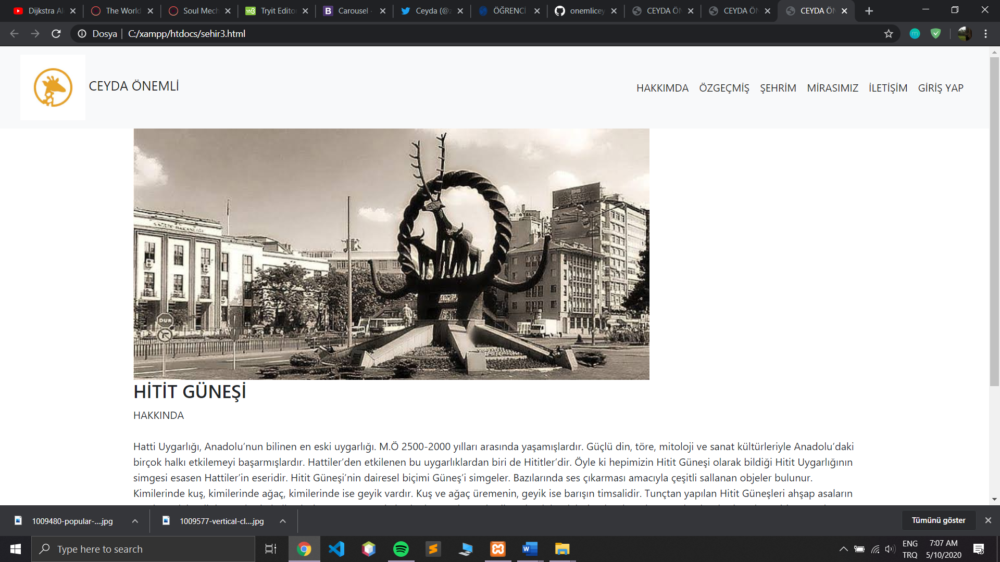 Dijkstra Al
The World
Soul Mech
Tryit Edito
Carousel ·
Ceyda (@
ÖĞRENCİ
onemlicey
CEYDA ÖN
CEYDA ÖN
CEYDA ÖN
Dosya | C:/xampp/htdocs/sehir3.html
CEYDA ÖNEMLİ
HAKKIMDA ÖZGEÇMİŞ ŞEHRİM MİRASIMIZ İLETİŞİM GİRİŞ YAP
SAĞLIK BAKANLIĞI
DUR
HİTİT GÜNEŞİ
HAKKINDA
Hatti Uygarlığı, Anadolu’nun bilinen en eski uygarlığı. M.Ö 2500-2000 yılları arasında yaşamışlardır. Güçlü din, töre, mitoloji ve sanat kültürleriyle Anadolu’daki
birçok halkı etkilemeyi başarmışlardır. Hattiler’den etkilenen bu uygarlıklardan biri de Hititler’dir. Öyle ki hepimizin Hitit Güneşi olarak bildiği Hitit Uygarlığının
simgesi esasen Hattiler’in eseridir. Hitit Güneşi’nin dairesel biçimi Güneş’i simgeler. Bazılarında ses çıkarması amacıyla çeşitli sallanan objeler bulunur.
Kimilerinde kuş, kimilerinde ağaç, kimilerinde ise geyik vardır. Kuş ve ağaç üremenin, geyik ise barışın timsalidir. Tunçtan yapılan Hitit Güneşleri ahşap asaların
1009480-popular-....jpg
1009577-vertical-cl....jpg
Tümünü göster
Type here to search
ENG
TRQ
7:07 AM
5/10/2020